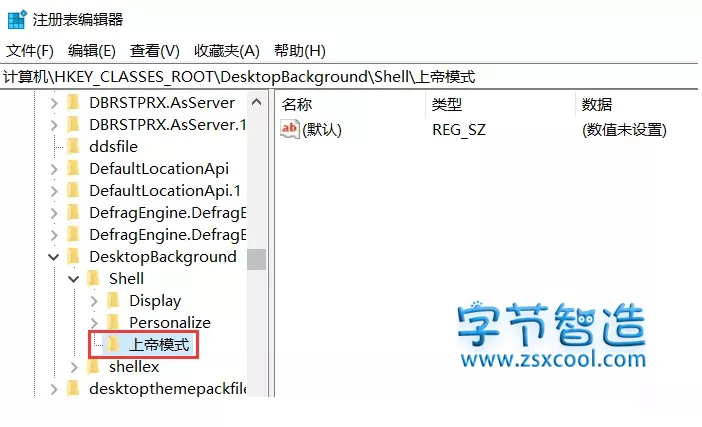 注册表编辑器
文件(F) 编辑(E) 查看(V) 收藏夹(A) 帮助(H)
计算机\HKEY_CLASSES_ROOT\DesktopBackground\Shell\上帝模式
DBRSTPRX.AsServer
DBRSTPRX.AsServer.1
ddsfile
DefaultLocationApi
DefaultLocationApi.1
DefragEngine.DefragE
DefragEngine.DefragE
DesktopBackground
Shell
Display
Personalize
上帝模式
shellex
desktopthemepackfile
名称 类型 数据
ab (默认) REG_SZ (数值未设置)
字节智造
www.zsxcool.com